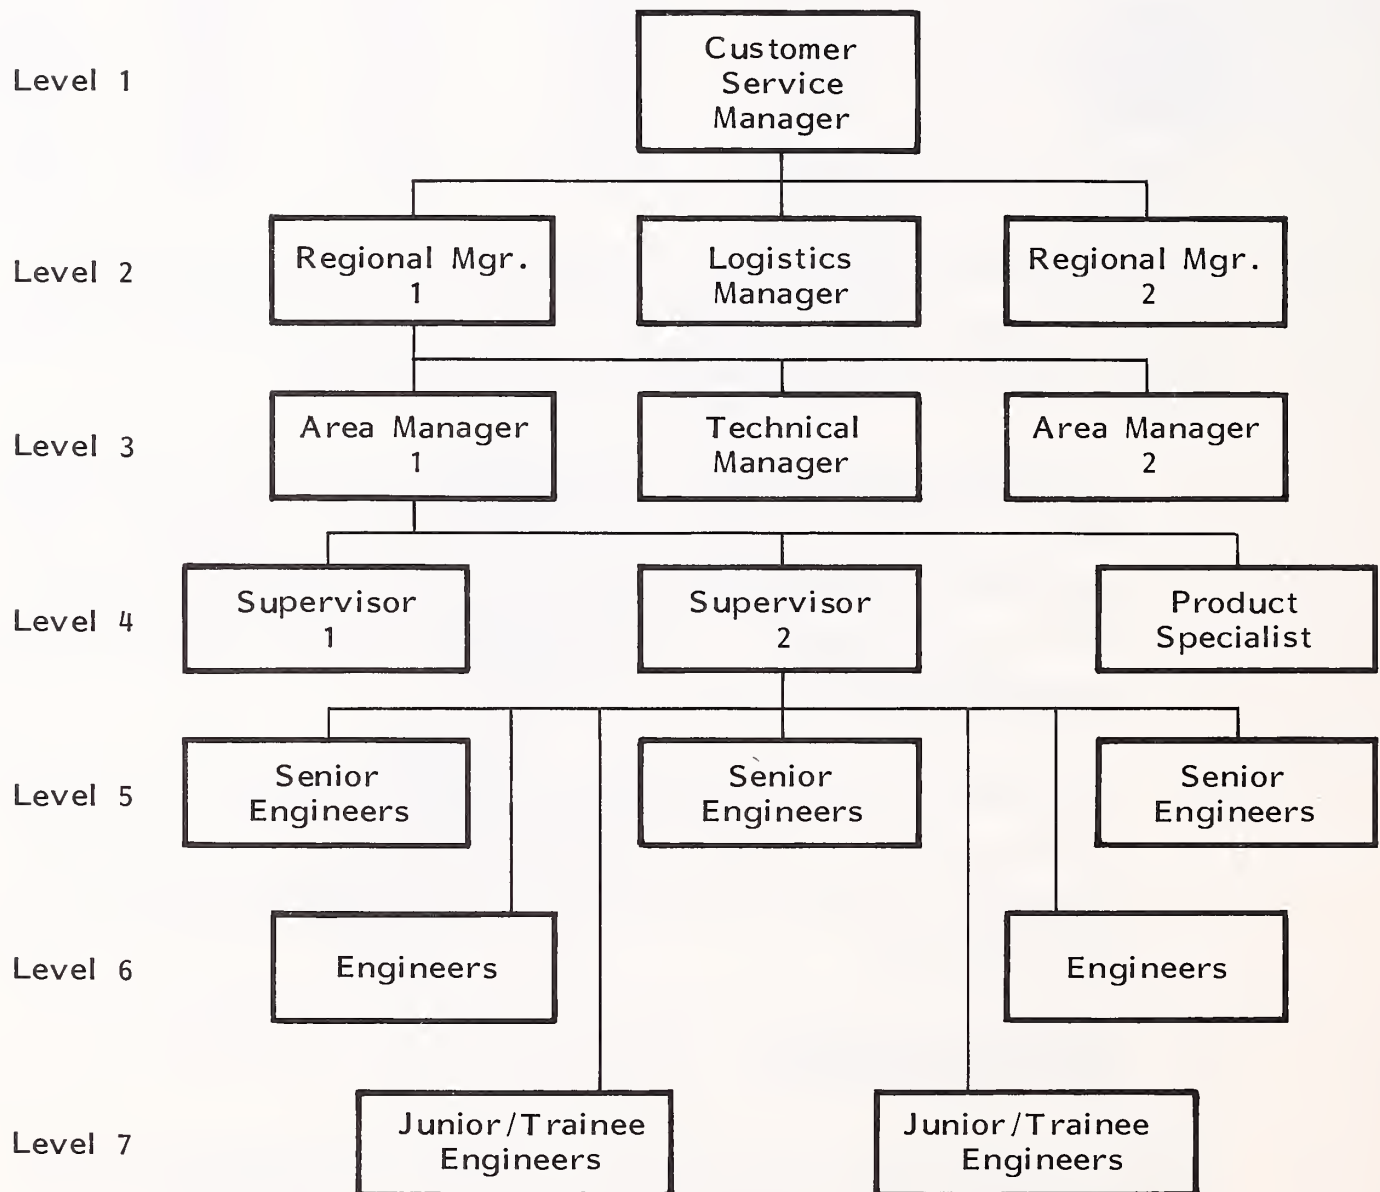 Level 1
Customer
Service
Manager
Level 2
Regional Mgr.
1
Logistics
Manager
Regional Mgr.
2
Level 3
Area Manager
1
Technical
Manager
Area Manager
2
Level 4
Supervisor
1
Supervisor
2
Product
Specialist
Level 5
Senior
Engineers
Senior
Engineers
Senior
Engineers
Level 6
Engineers
Engineers
Level 7
Junior/Trainee
Engineers
Junior/Trainee
Engineers